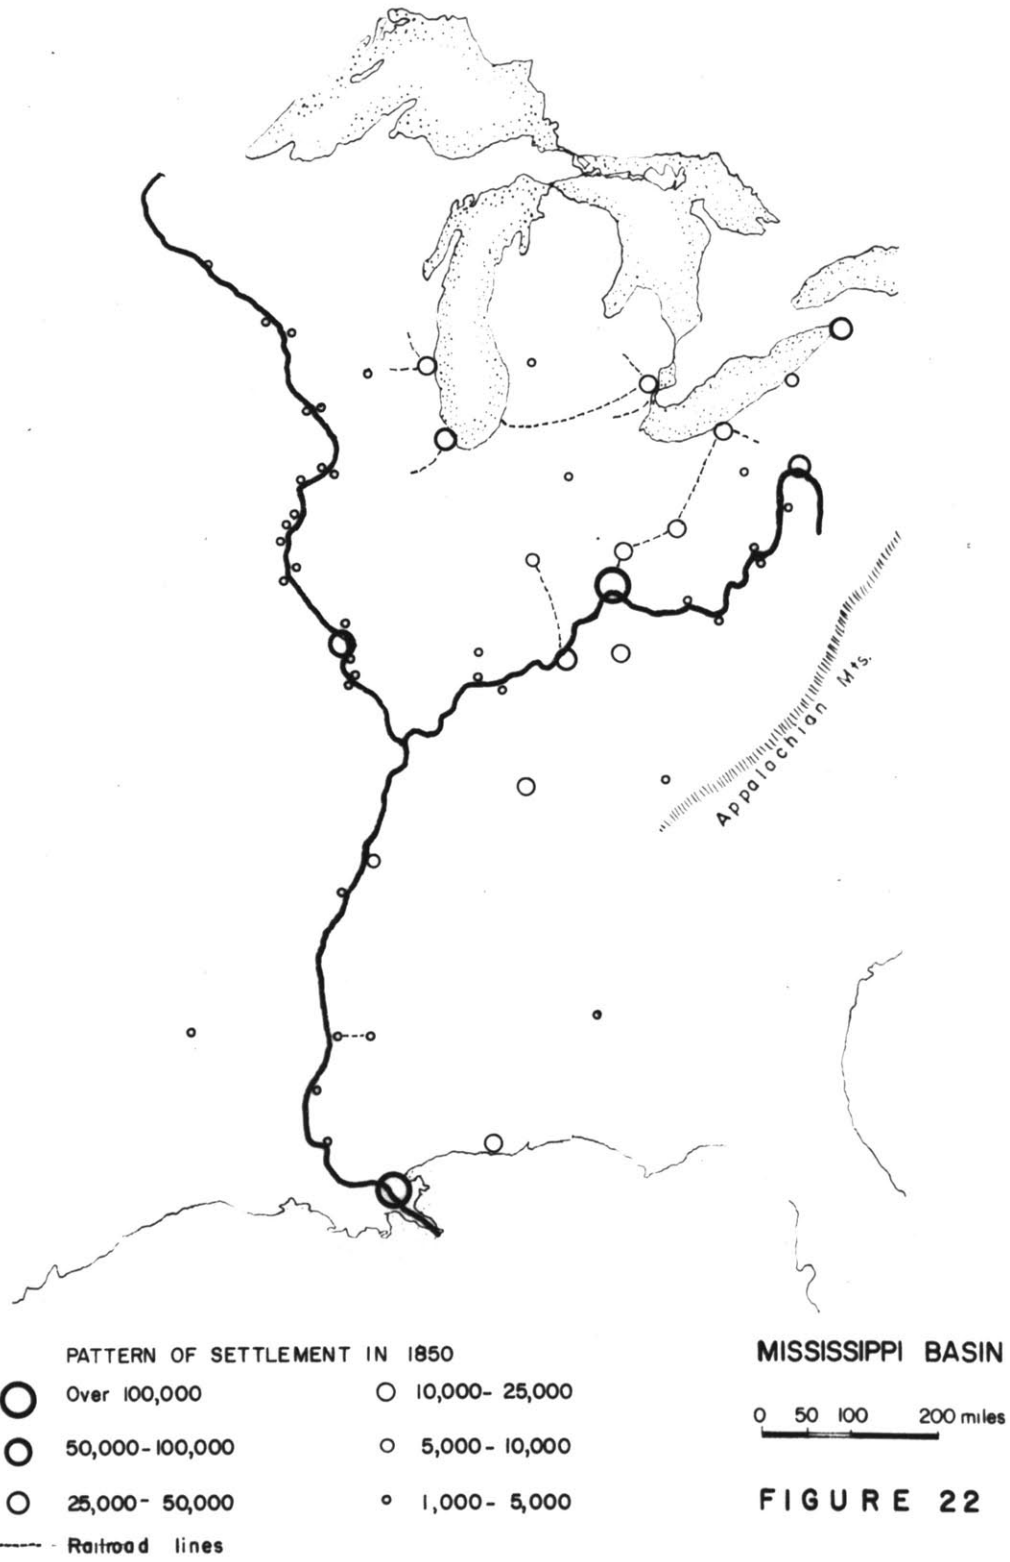 Appalachian Mts.
PATTERN OF SETTLEMENT IN 1850
Over 100,000
50,000-100,000
25,000- 50,000
Railroad lines
10,000- 25,000
5,000- 10,000
1,000- 5,000
MISSISSIPPI BASIN
0 50 100 200 miles
FIGURE 22